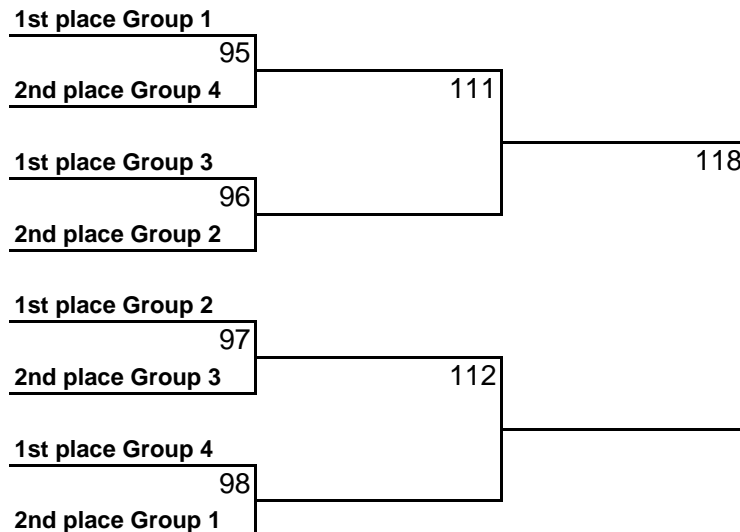 1st place Group 1
95
2nd place Group 4
111
1st place Group 3
118
96
2nd place Group 2
1st place Group 2
97
2nd place Group 3
112
1st place Group 4
98
2nd place Group 1